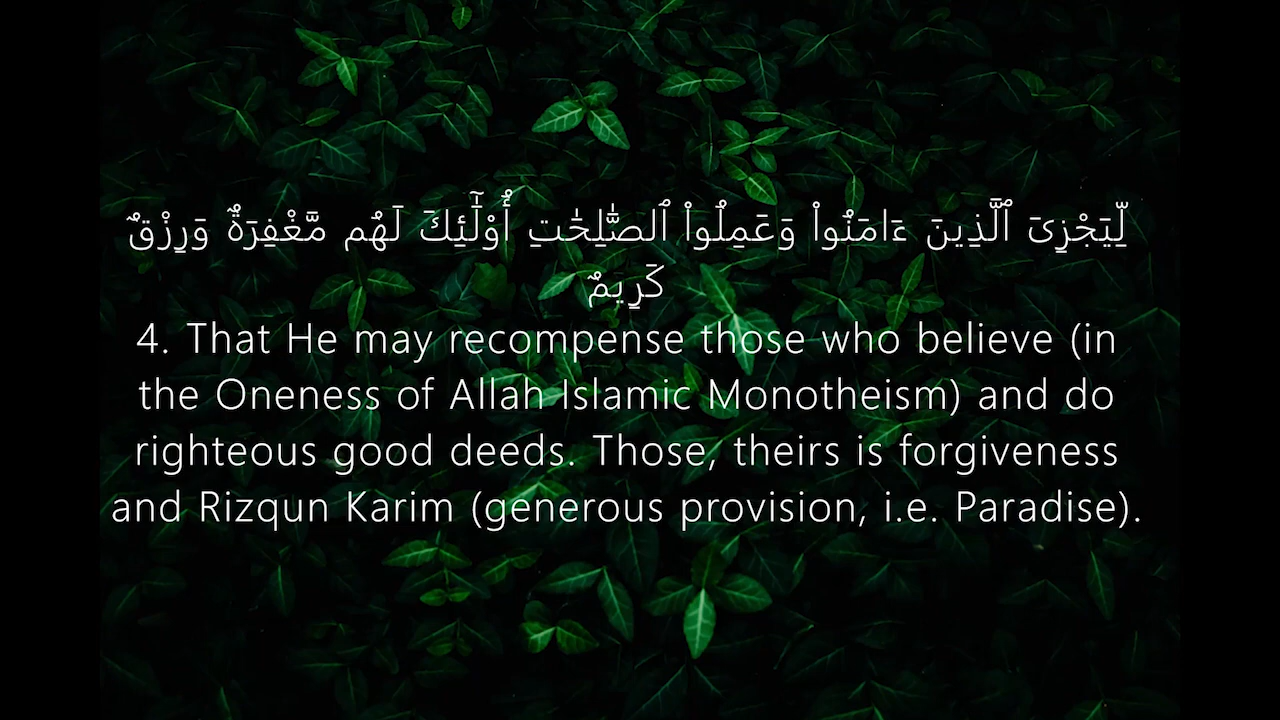 لِّيَجْزِىَ ٱلَّذِينَ ءَامَنُوا۟ وَعَمِلُوا۟ ٱلصَّـٰلِحَـٰتِ أُو۟لَـٰٓئِكَ لَهُم مَّغْفِرَةٌ وَرِزْقٌ
كَرِيمٌ
4. That He may recompense those who believe (in
the Oneness of Allah Islamic Monotheism) and do
righteous good deeds. Those, theirs is forgiveness
and Rizqun Karim (generous provision, i.e. Paradise).